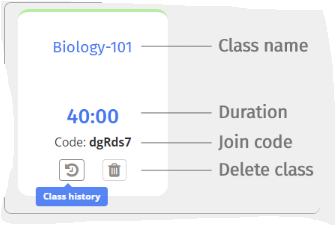 Biology-101 Class name
40:00 Duration
Code: dgRds7 Join code
Delete class
Class history